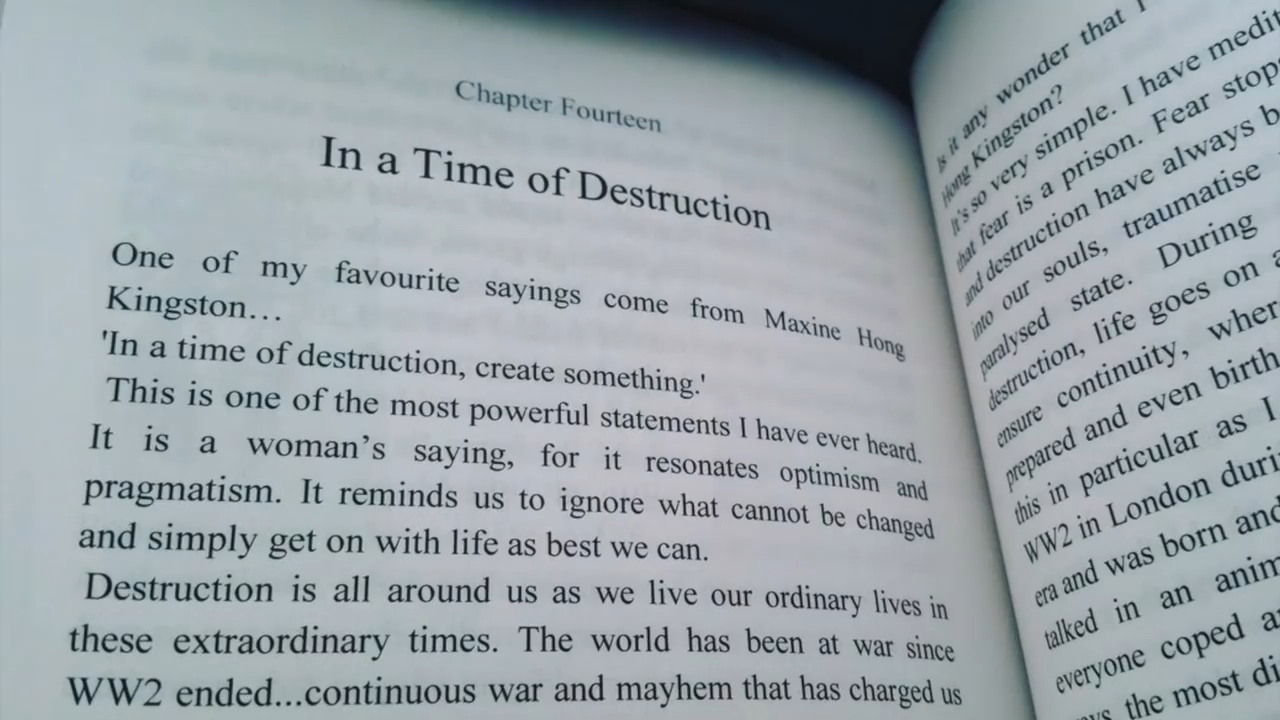 Chapter Fourteen
In a Time of Destruction
One of my favourite sayings come from Maxine Hong
Kingston...
'In a time of destruction, create something.'
This is one of the most powerful statements I have ever heard.
It is a woman's saying, for it resonates optimism and
pragmatism. It reminds us to ignore what cannot be changed
and simply get on with life as best we can.
Destruction is all around us as we live our ordinary lives in
these extraordinary times. The world has been at war since
WW2 ended...continuous war and mayhem that has charged us
Is it any wonder that I
Hong Kingston?
It's so very simple. I have medit
that fear is a prison. Fear stops
and destruction have always b
into our souls, traumatise
paralysed state. During
destruction, life goes on a
ensure continuity, wher
prepared and even birth
this in particular as I
WW2 in London duri
era and was born and
talked in an anim
everyone coped a
the most di